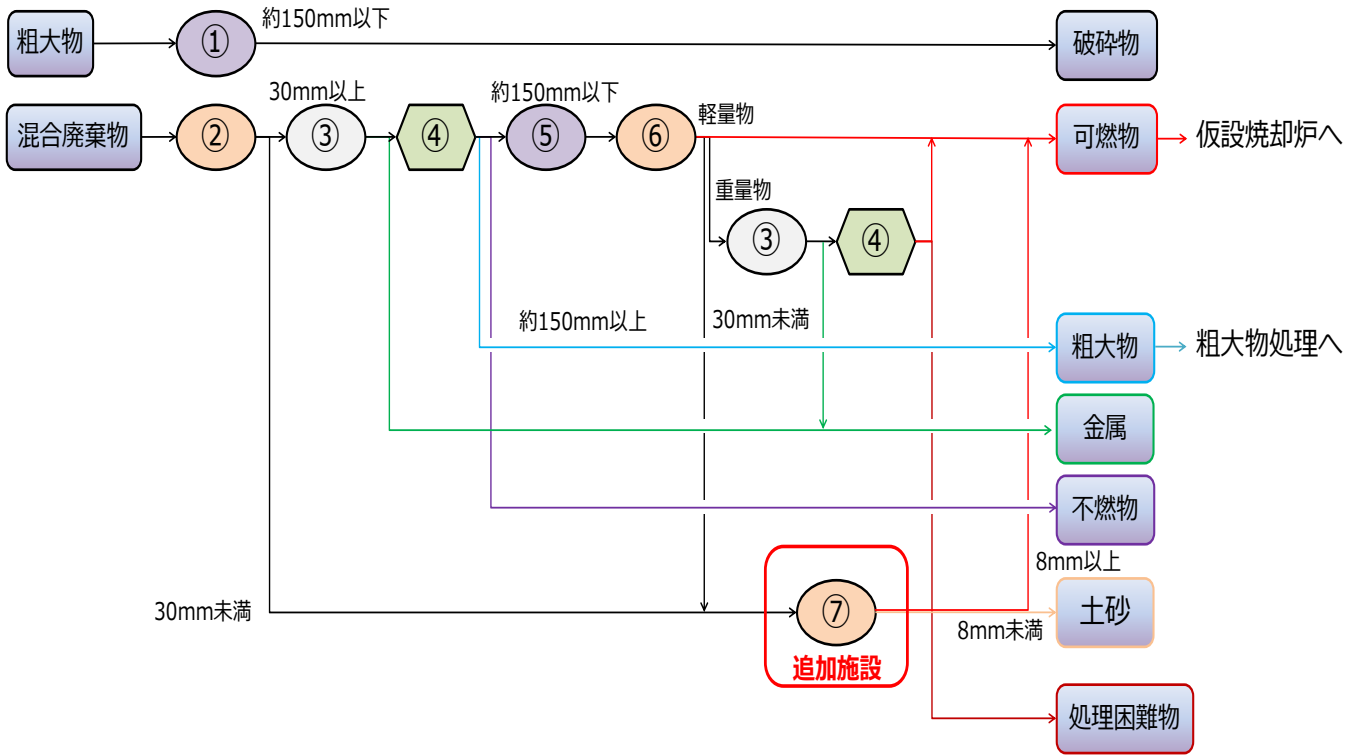 粗大物
①
約150mm以下
破砕物
混合廃棄物
②
30mm以上
③
④
約150mm以下
⑤
⑥
軽量物
可燃物
仮設焼却炉へ
重量物
③
④
約150mm以上
30mm未満
粗大物
粗大物処理へ
金属
不燃物
30mm未満
⑦
追加施設
8mm以上
8mm未満
土砂
処理困難物